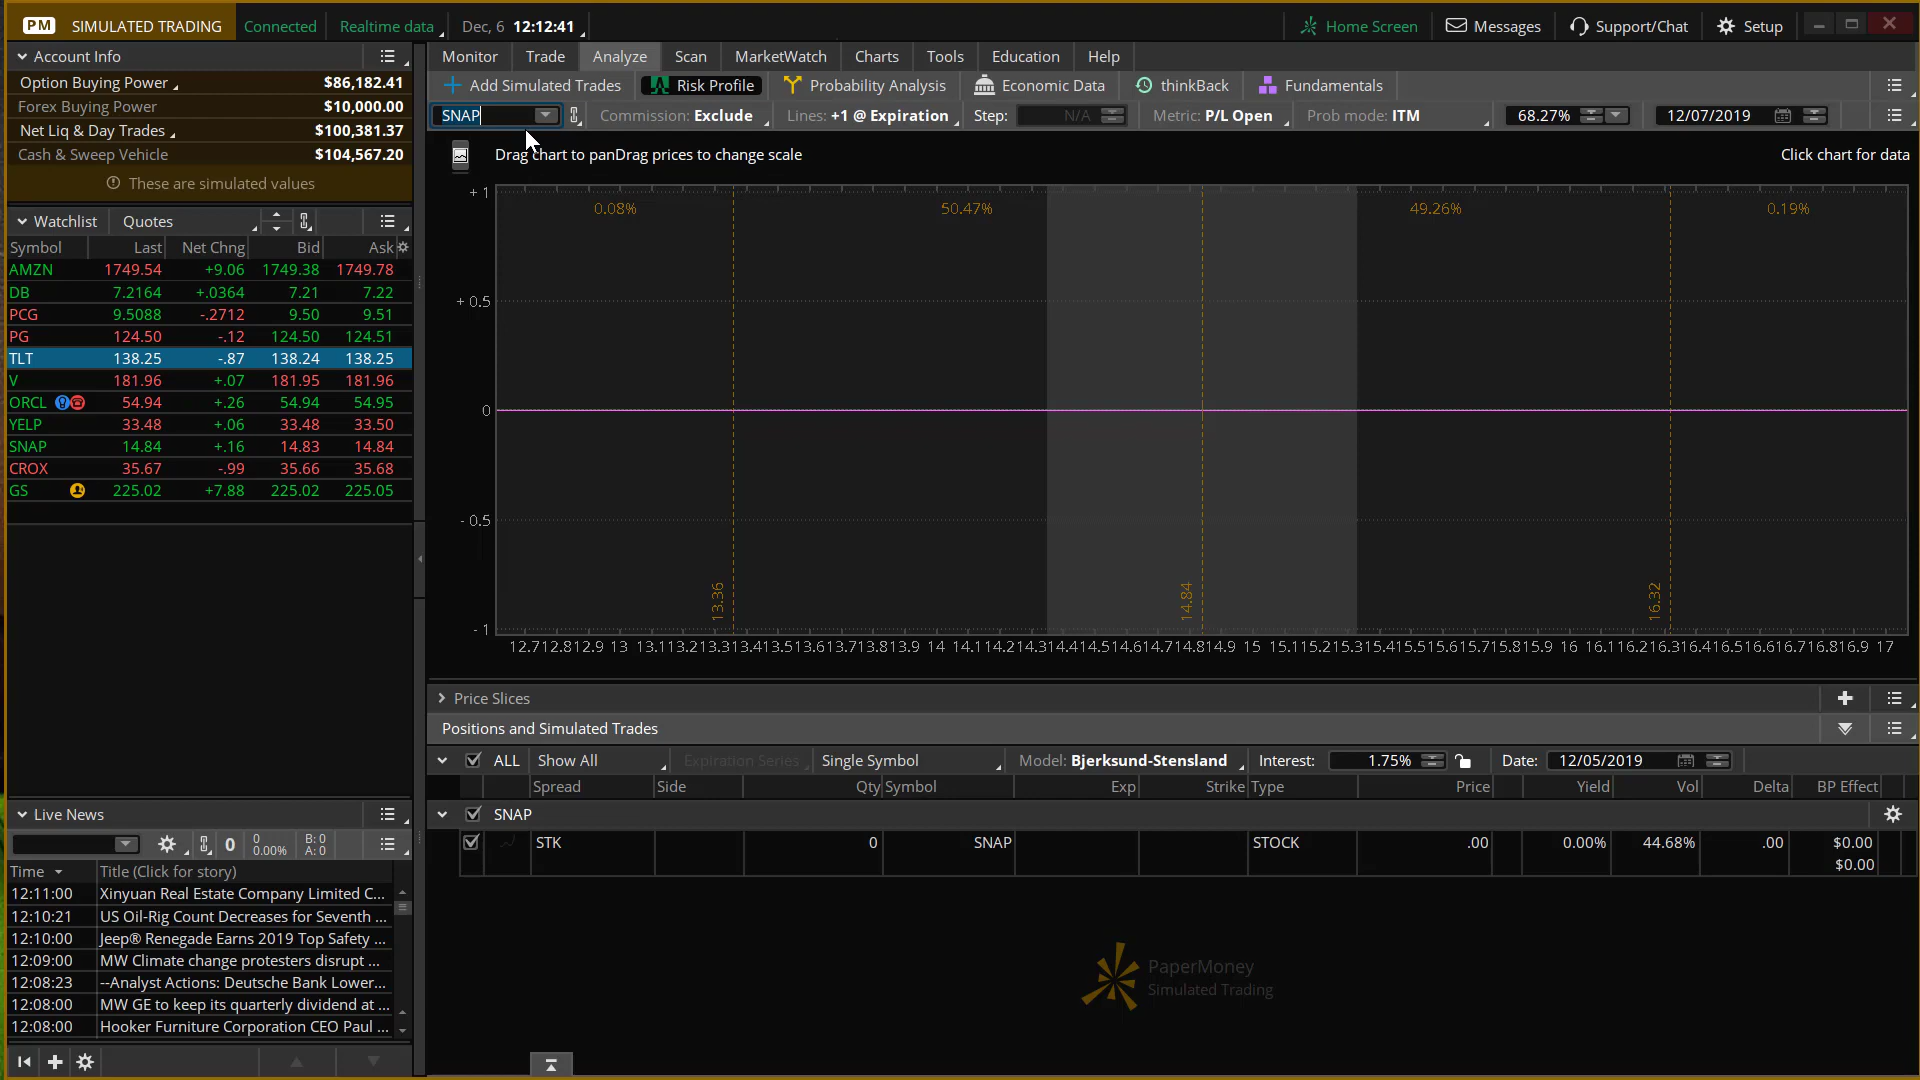 PM SIMULATED TRADING Connected Realtime data Dec, 6 12:12:41 Home Screen Messages Support/Chat Setup
Account Info
Option Buying Power $86,182.41
Forex Buying Power $10,000.00
Net Liq & Day Trades $100,381.37
Cash & Sweep Vehicle $104,567.20
These are simulated values
Watchlist Quotes
Symbol Last Net Chng Bid Ask
AMZN 1749.54 +9.06 1749.38 1749.78
DB 7.2164 +.0364 7.21 7.22
PCG 9.5088 -.2712 9.50 9.51
PG 124.50 -.12 124.50 124.51
TLT 138.25 -.87 138.24 138.25
V 181.96 +.07 181.95 181.96
ORCL 54.94 +.26 54.94 54.95
YELP 33.48 +.06 33.48 33.50
SNAP 14.84 +.16 14.83 14.84
CROX 35.67 -.99 35.66 35.68
GS 225.02 +7.88 225.02 225.05
Live News
0 0 0.00% B: 0 A: 0
Time Title (Click for story)
12:11:00 Xinyuan Real Estate Company Limited C...
12:10:21 US Oil-Rig Count Decreases for Seventh ...
12:10:00 Jeep® Renegade Earns 2019 Top Safety ...
12:09:00 MW Climate change protesters disrupt ...
12:08:23 --Analyst Actions: Deutsche Bank Lower...
12:08:00 MW GE to keep its quarterly dividend at ...
12:08:00 Hooker Furniture Corporation CEO Paul ...
Monitor Trade Analyze Scan MarketWatch Charts Tools Education Help
Add Simulated Trades Risk Profile Probability Analysis Economic Data thinkBack Fundamentals
SNAP Commission: Exclude Lines: +1 @ Expiration Step: N/A Metric: P/L Open Prob mode: ITM 68.27% 12/07/2019
Drag chart to panDrag prices to change scale Click chart for data
+ 1
0.08% 50.47% 49.26% 0.19%
+ 0.5
0
- 0.5
13.36 14.84 16.32
- 1
12.712.812.9 13 13.113.213.313.413.513.613.713.813.9 14 14.114.214.314.414.514.614.714.814.9 15 15.115.215.315.415.515.615.715.815.9 16 16.116.216.316.416.516.616.716.816.9 17
Price Slices
Positions and Simulated Trades
ALL Show All Expiration Series Single Symbol Model: Bjerksund-Stensland Interest: 1.75% Date: 12/05/2019
Spread Side Qty Symbol Exp Strike Type Price Yield Vol Delta BP Effect
SNAP
STK 0 SNAP STOCK .00 0.00% 44.68% .00 $0.00
$0.00
PaperMoney
Simulated Trading